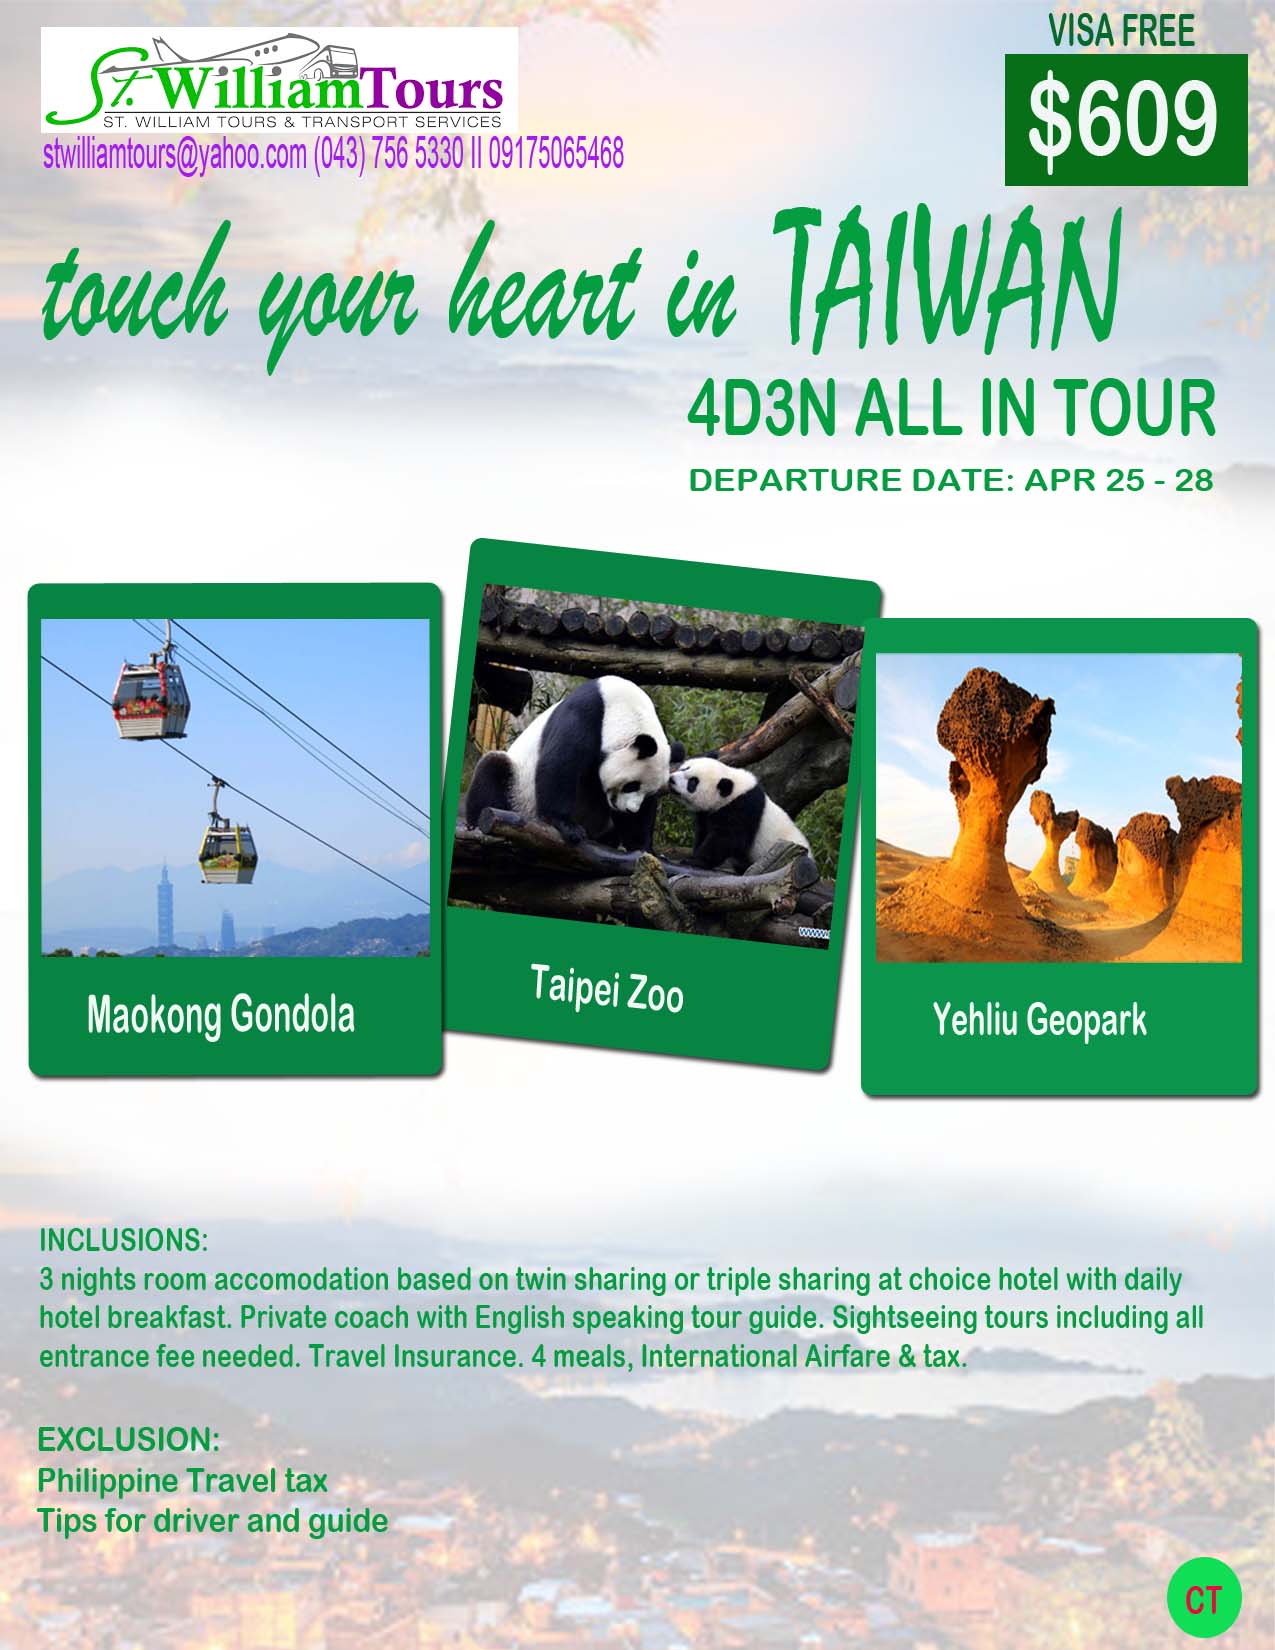 St. William Tours
ST. WILLIAM TOURS & TRANSPORT SERVICES
stwilliamtours@yahoo.com (043) 756 5330 II 09175065468
VISA FREE
$609
touch your heart in TAIWAN
4D3N ALL IN TOUR
DEPARTURE DATE: APR 25 - 28
Maokong Gondola
Taipei Zoo
Yehliu Geopark
INCLUSIONS:
3 nights room accomodation based on twin sharing or triple sharing at choice hotel with daily
hotel breakfast. Private coach with English speaking tour guide. Sightseeing tours including all
entrance fee needed. Travel Insurance. 4 meals, International Airfare & tax.
EXCLUSION:
Philippine Travel tax
Tips for driver and guide
CT